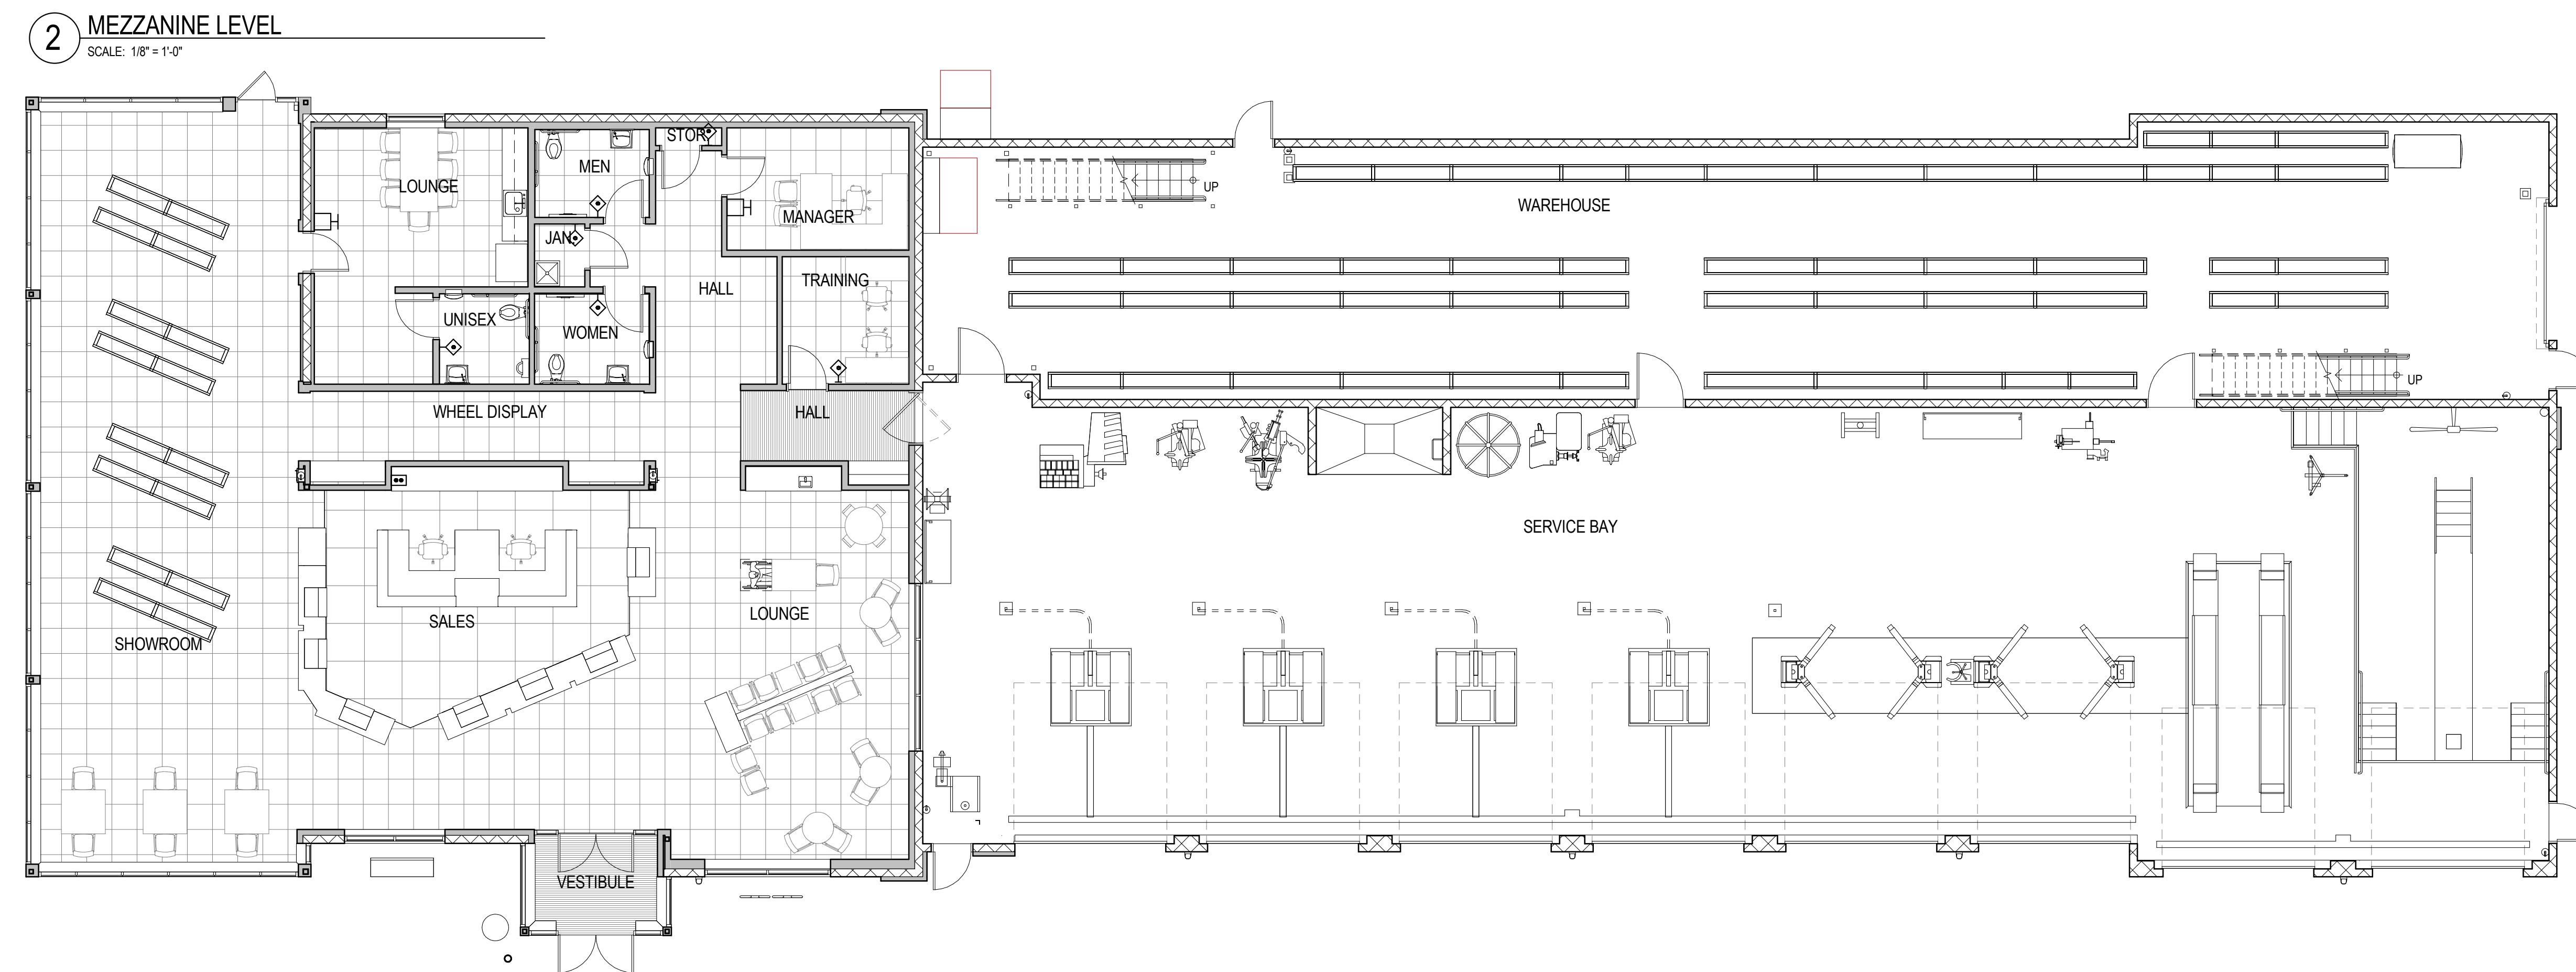 2
MEZZANINE LEVEL
SCALE: 1/8" = 1'-0"
STOR
MEN
LOUNGE
UP
WAREHOUSE
MANAGER
JAN
TRAINING
HALL
UNISEX
WOMEN
UP
WHEEL DISPLAY
HALL
SERVICE BAY
LOUNGE
SALES
SHOWROOM
VESTIBULE